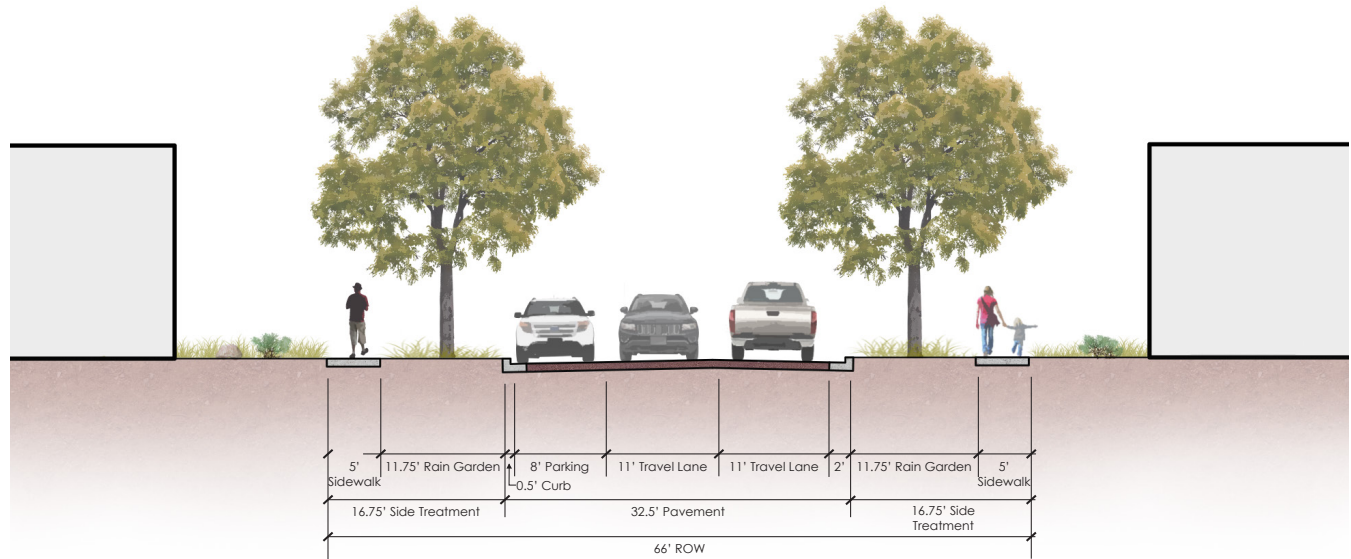 5'
Sidewalk
11.75' Rain Garden
0.5' Curb
8' Parking
11' Travel Lane
11' Travel Lane
2'
11.75' Rain Garden
5'
Sidewalk
16.75' Side Treatment
32.5' Pavement
16.75' Side
Treatment
66' ROW